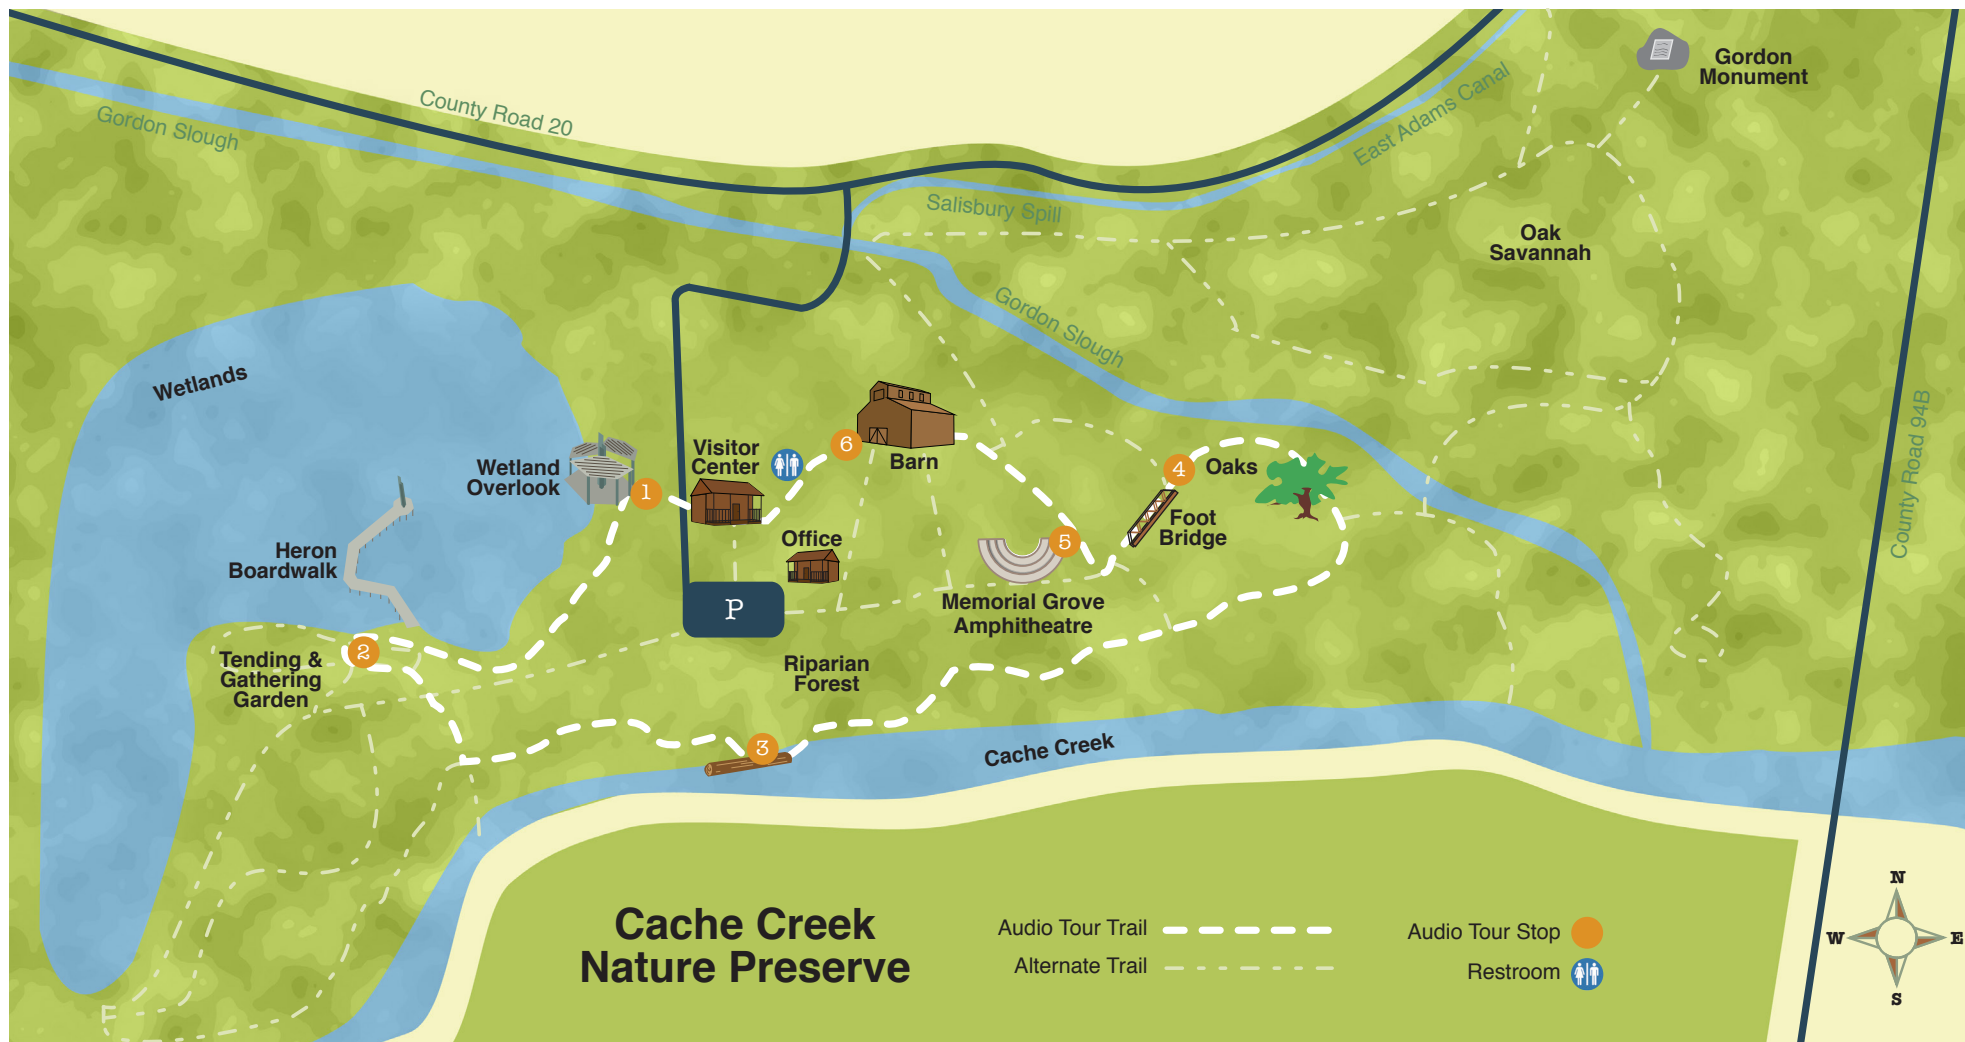 Gordon
Monument
County Road 20
Gordon Slough
East Adams Canal
Salisbury Spill
Oak
Savannah
Gordon Slough
Wetlands
County Road 94B
Visitor
Center
6
Barn
Wetland
Overlook
1
4
Oaks
Foot
Bridge
Office
5
Heron
Boardwalk
P
Memorial Grove
Amphitheatre
2
Tending &
Gathering
Garden
Riparian
Forest
3
Cache Creek
Cache Creek
Nature Preserve
Audio Tour Trail
Alternate Trail
Audio Tour Stop
Restroom
N
W
E
S